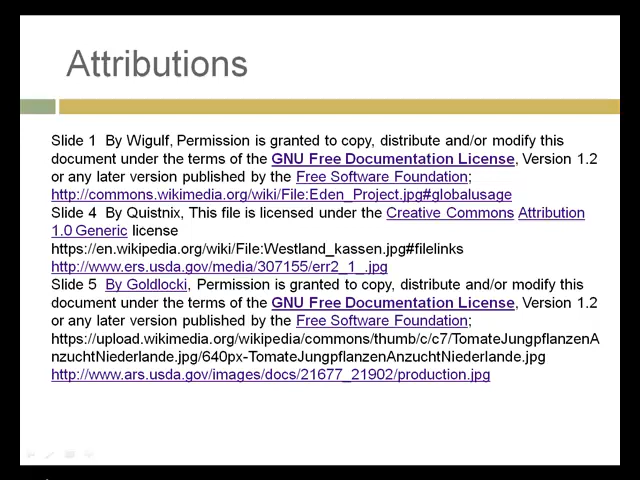 Attributions
Slide 1  By Wigulf, Permission is granted to copy, distribute and/or modify this
document under the terms of the GNU Free Documentation License, Version 1.2
or any later version published by the Free Software Foundation;
http://commons.wikimedia.org/wiki/File:Eden_Project.jpg#globalusage
Slide 4  By Quistnix, This file is licensed under the Creative Commons Attribution
1.0 Generic license
https://en.wikipedia.org/wiki/File:Westland_kassen.jpg#filelinks
http://www.ers.usda.gov/media/307155/err2_1_.jpg
Slide 5  By Goldlocki, Permission is granted to copy, distribute and/or modify this
document under the terms of the GNU Free Documentation License, Version 1.2
or any later version published by the Free Software Foundation;
https://upload.wikimedia.org/wikipedia/commons/thumb/c/c7/TomateJungpflanzenA
nzuchtNiederlande.jpg/640px-TomateJungpflanzenAnzuchtNiederlande.jpg
http://www.ars.usda.gov/images/docs/21677_21902/production.jpg